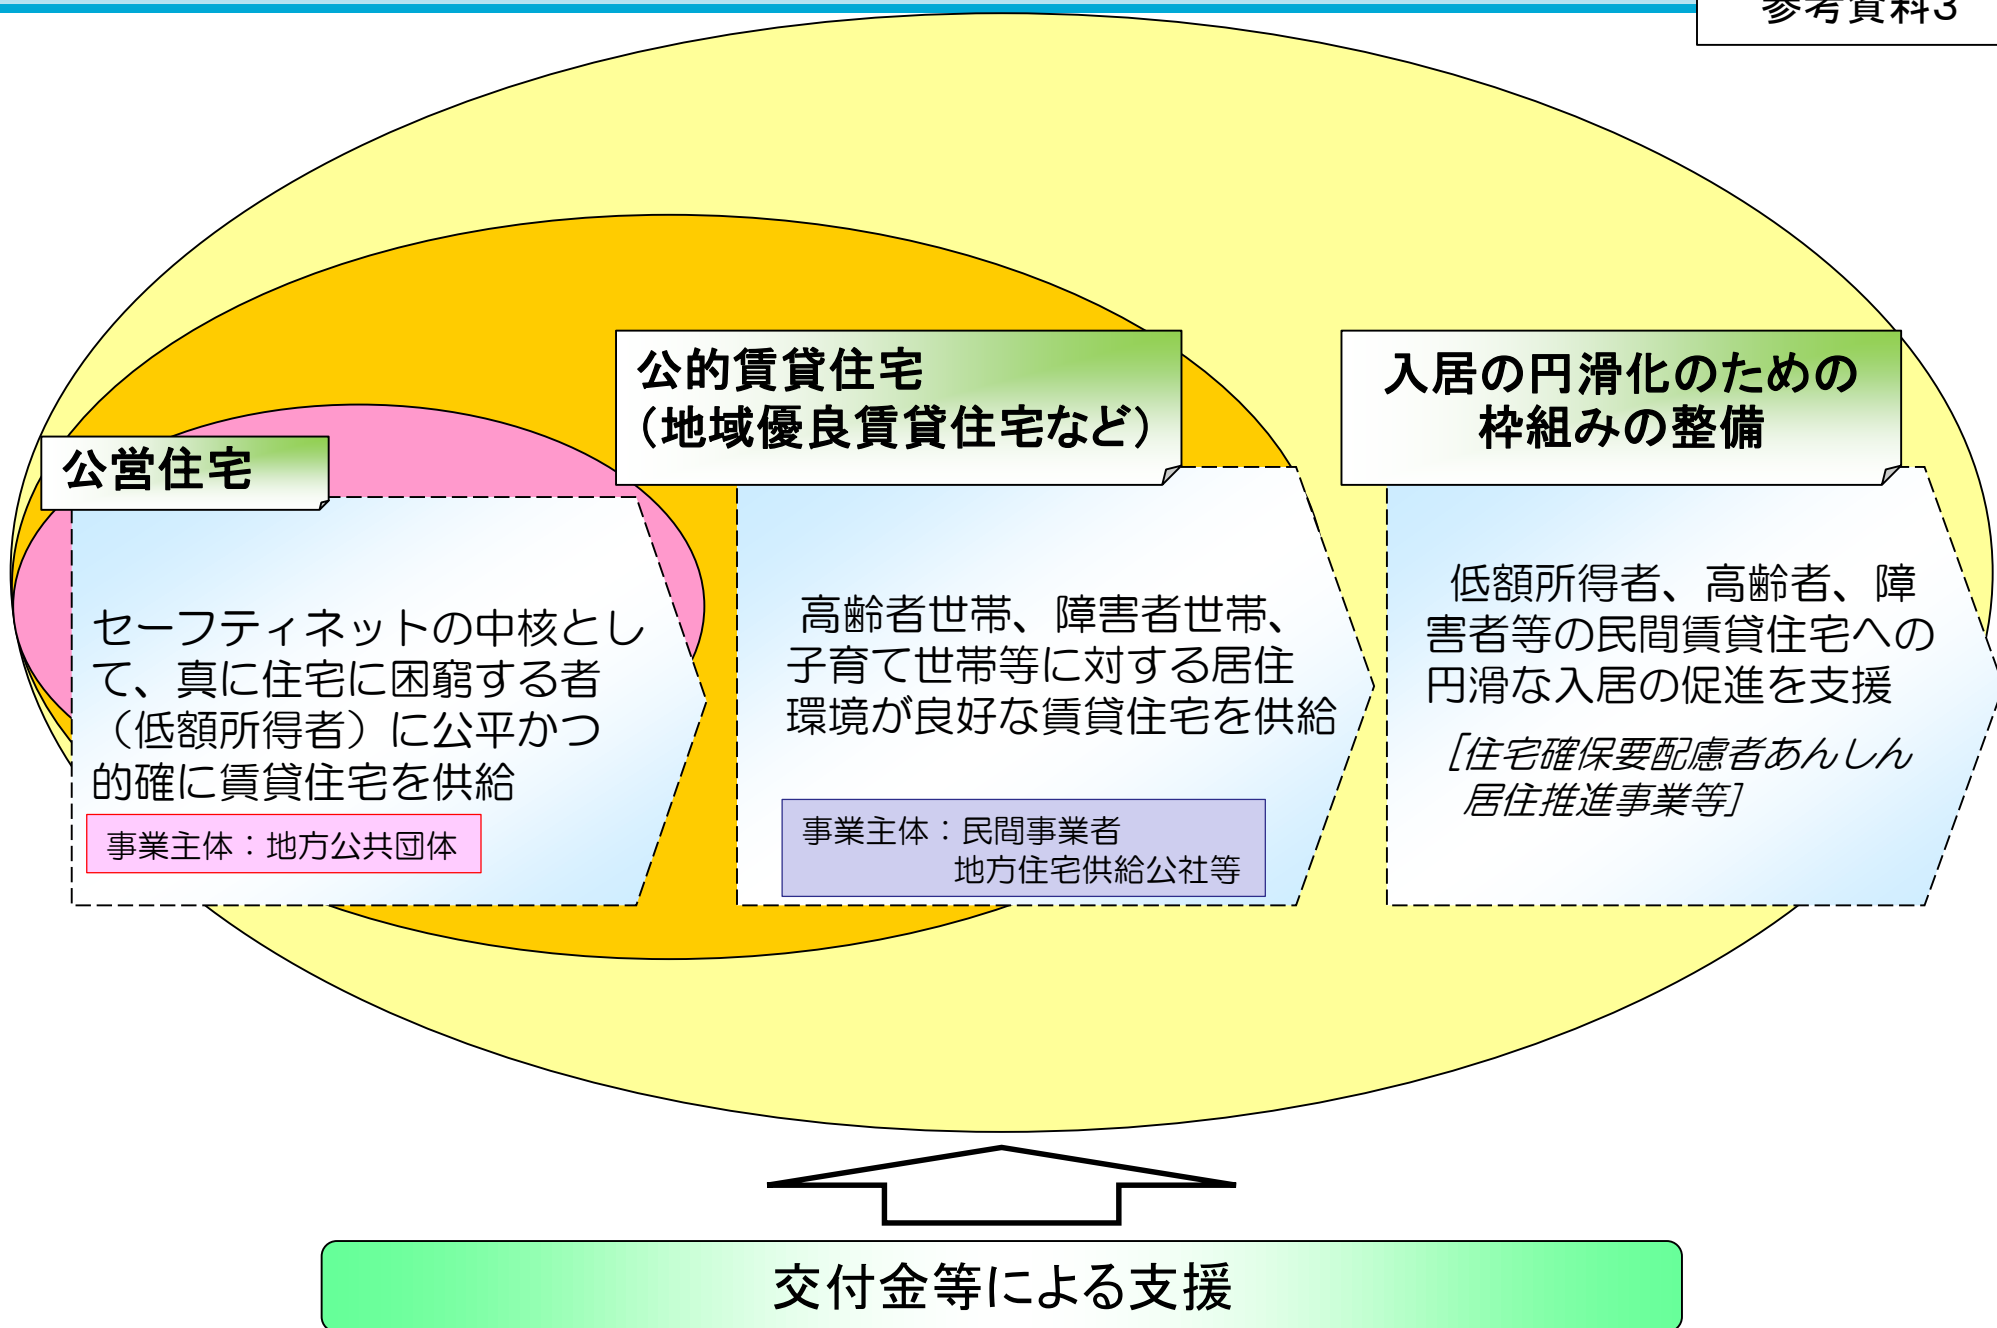 参考資料3
公営住宅
セーフティネットの中核とし
て、真に住宅に困窮する者
（低額所得者）に公平かつ
的確に賃貸住宅を供給
事業主体：地方公共団体
公的賃貸住宅
（地域優良賃貸住宅など）
高齢者世帯、障害者世帯、
子育て世帯等に対する居住
環境が良好な賃貸住宅を供給
事業主体：民間事業者
地方住宅供給公社等
入居の円滑化のための
枠組みの整備
低額所得者、高齢者、障
害者等の民間賃貸住宅への
円滑な入居の促進を支援
［住宅確保要配慮者あんしん
居住推進事業等］
交付金等による支援